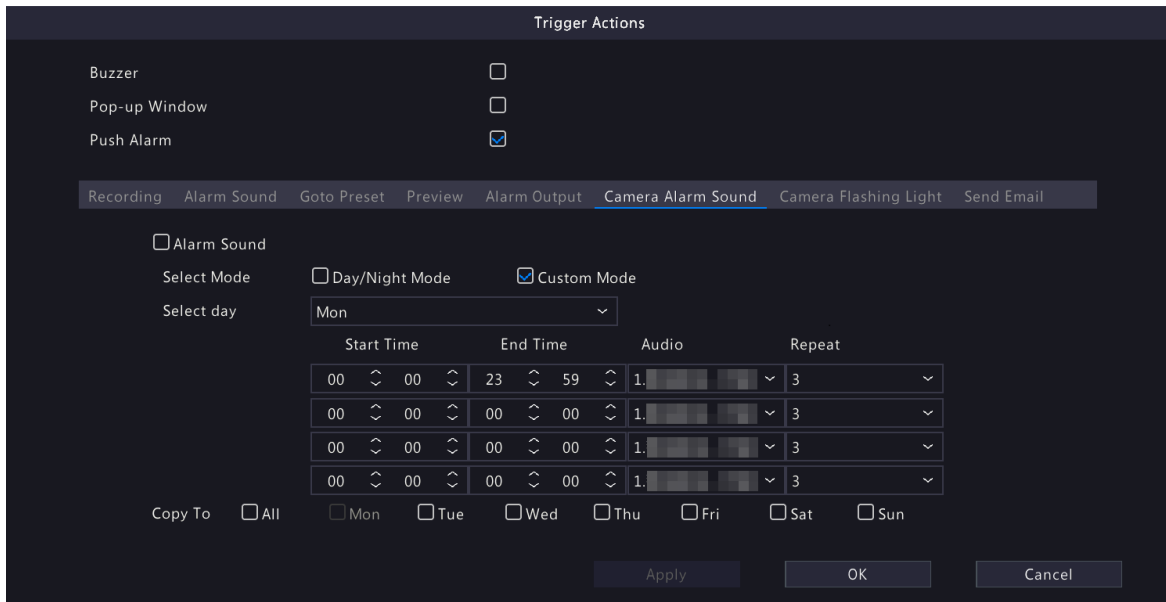 Trigger Actions
Buzzer
Pop-up Window
Push Alarm
Recording Alarm Sound Goto Preset Preview Alarm Output Camera Alarm Sound Camera Flashing Light Send Email
Alarm Sound
Select Mode Day/Night Mode Custom Mode
Select day Mon
Start Time End Time Audio Repeat
00 00 23 59 1. 3
00 00 00 00 1. 3
00 00 00 00 1. 3
00 00 00 00 1. 3
Copy To All Mon Tue Wed Thu Fri Sat Sun
Apply OK Cancel